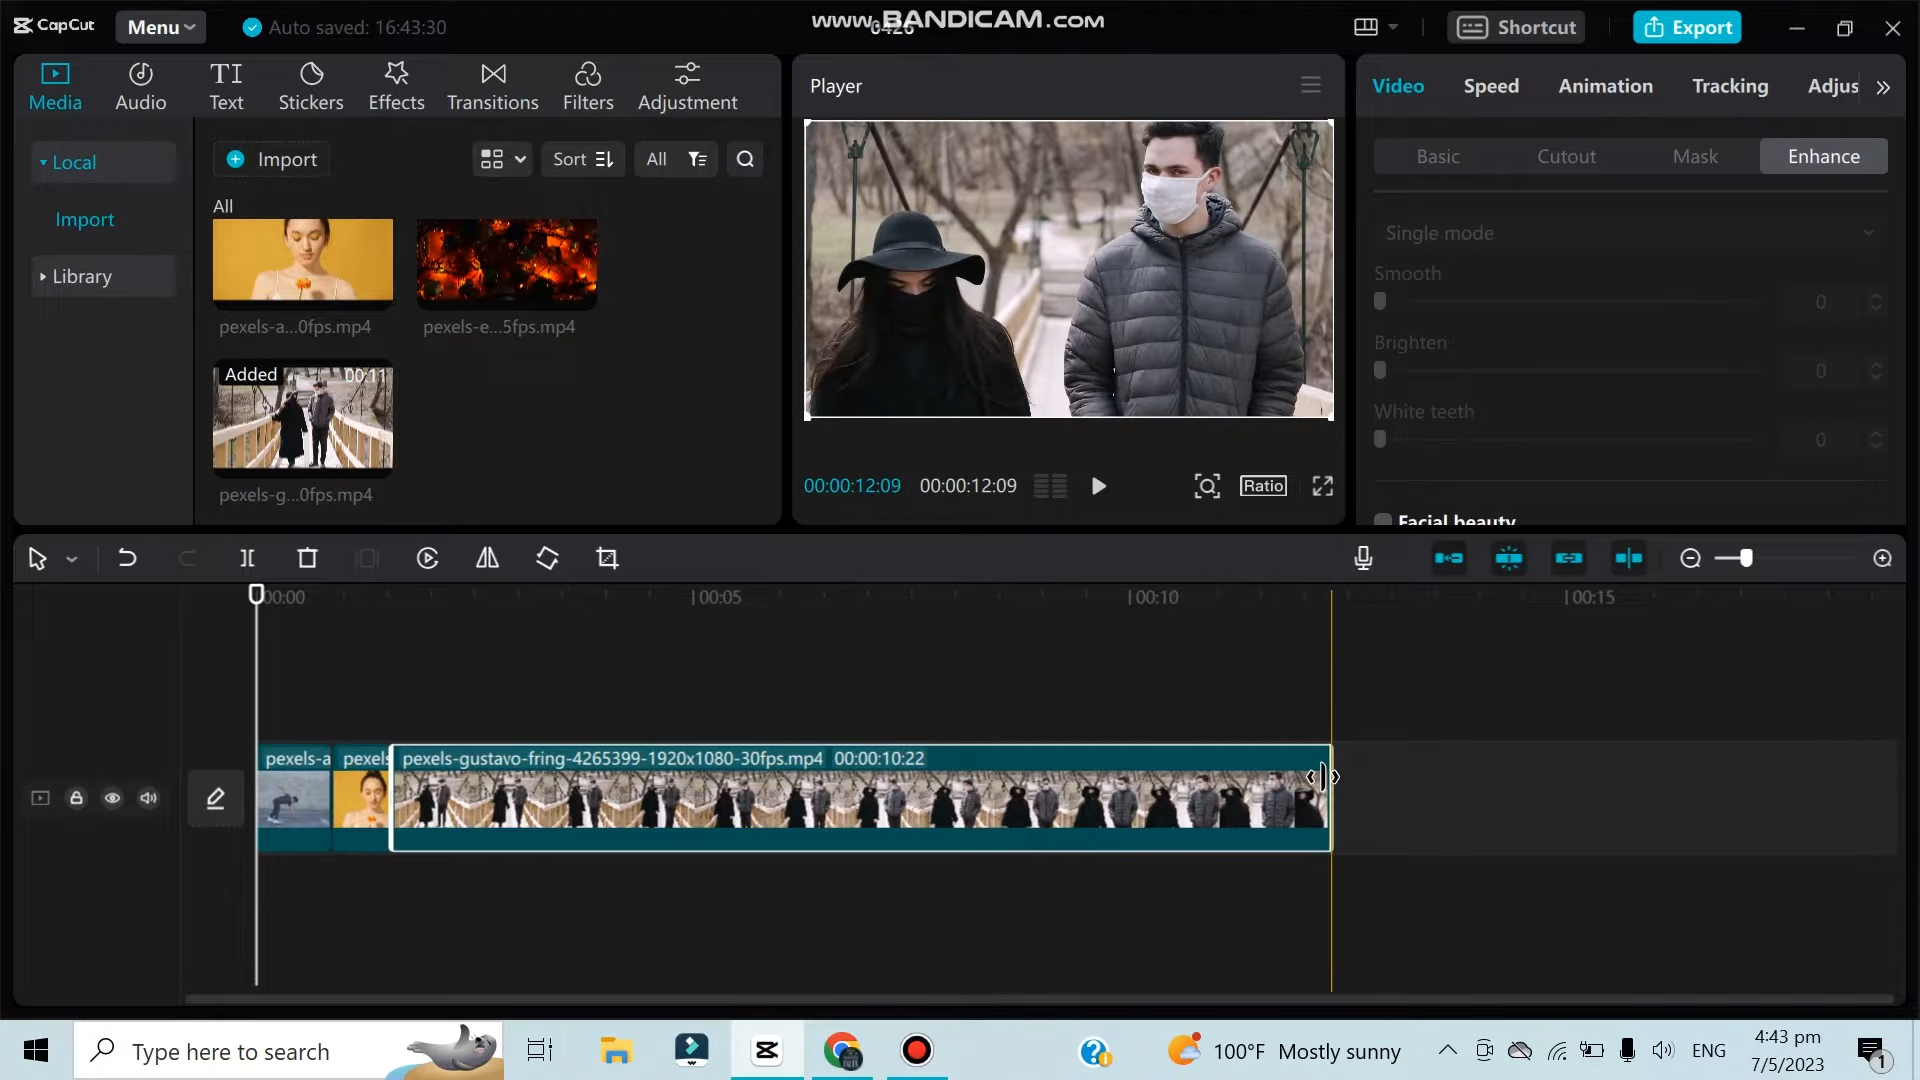 CapCut
Menu
Auto saved: 16:43:30
www.BANDICAM.com
0426
Shortcut
Export
Media
Audio
TI
Text
Stickers
Effects
Transitions
Filters
Adjustment
Player
Video
Speed
Animation
Tracking
Adjus
Local
Import
Library
Import
Sort
All
All
pexels-a...0fps.mp4
pexels-e...5fps.mp4
Added
00:11
pexels-g...0fps.mp4
00:00:12:09
00:00:12:09
Ratio
Basic
Cutout
Mask
Enhance
Single mode
Smooth
0
Brighten
0
White teeth
0
Facial beauty
00:00
00:05
00:10
00:15
pexels-a
pexels
pexels-gustavo-fring-4265399-1920x1080-30fps.mp4 00:00:10:22
Type here to search
100°F Mostly sunny
ENG
4:43 pm
7/5/2023
1